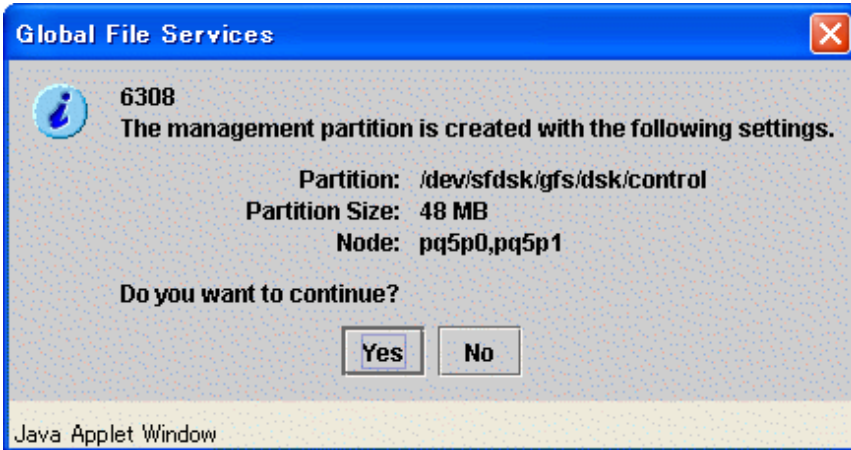 Global File Services
6308
The management partition is created with the following settings.
Partition: /dev/sfdsk/gfs/dsk/control
Partition Size: 48 MB
Node: pq5p0,pq5p1
Do you want to continue?
Yes No
Java Applet Window